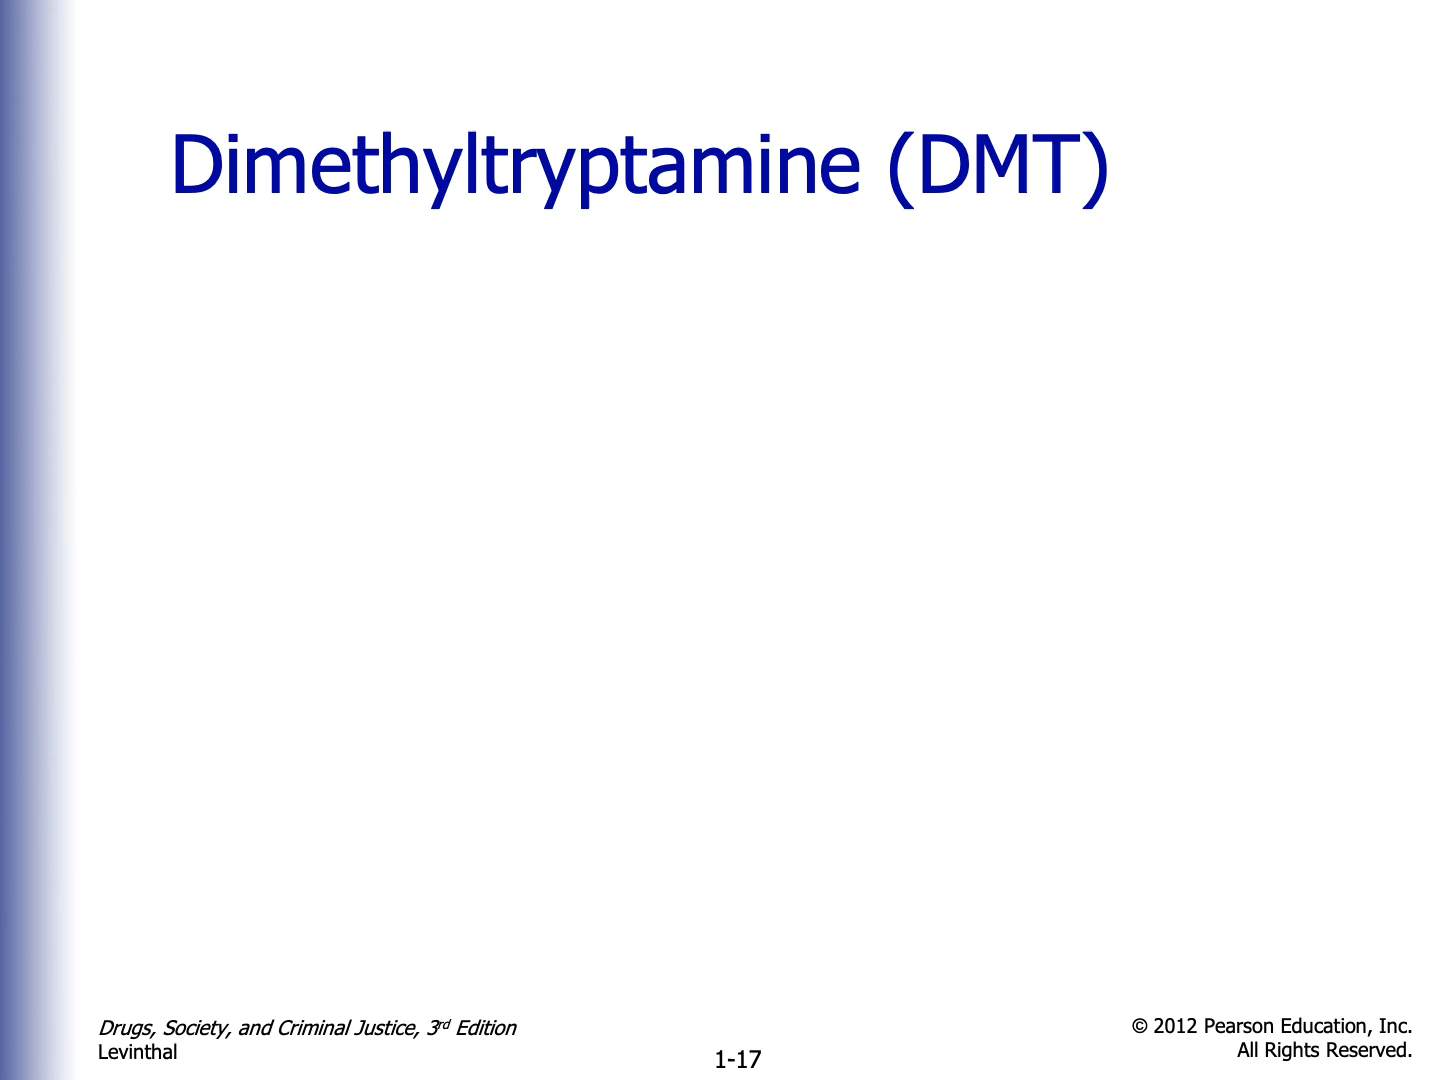 Dimethyltryptamine (DMT)
Drugs, Society, and Criminal Justice, 3rd Edition
Levinthal
1-17
© 2012 Pearson Education, Inc.
All Rights Reserved.